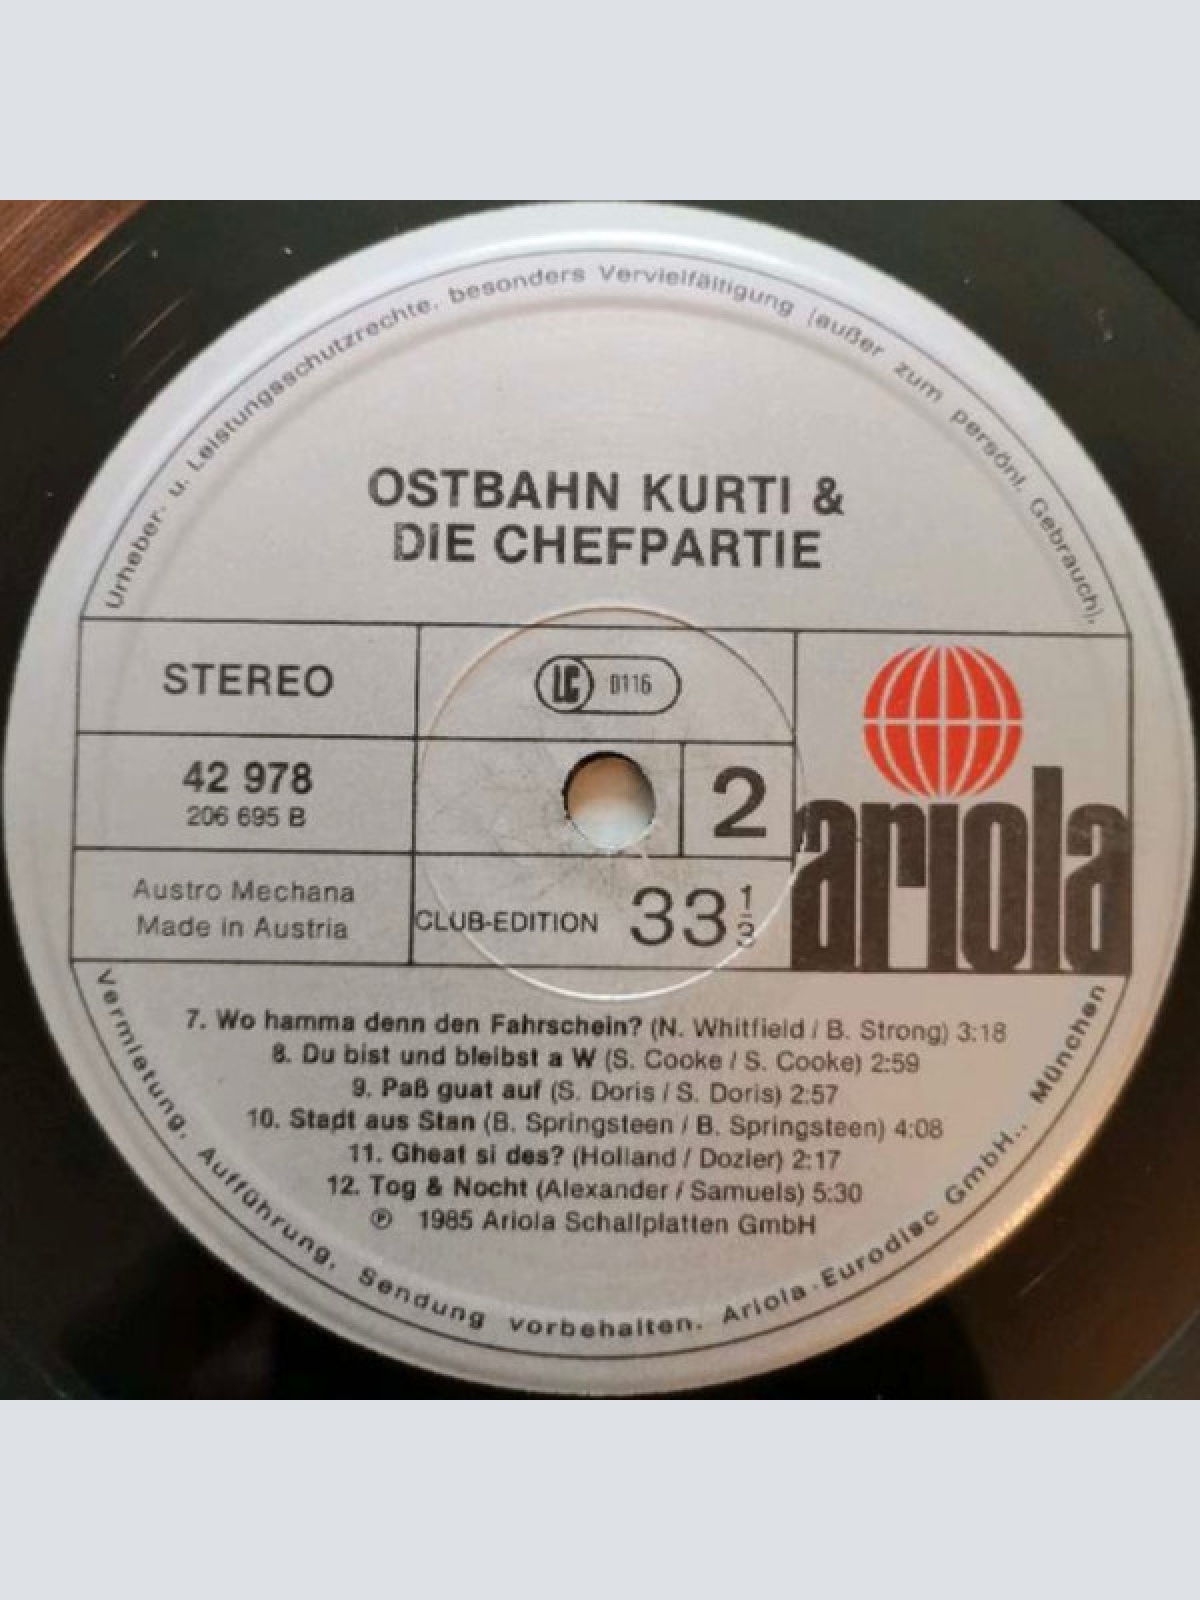 Urheber- u. Leistungsschutzrechte, besonders Vervielfältigung (außer zum persönl. Gebrauch),
OSTBAHN KURTI &
DIE CHEFPARTIE
STEREO
LC 0116
42 978
206 695 B
2
ariola
Austro Mechana
Made in Austria
CLUB-EDITION 33 1/3
7. Wo hamma denn den Fahrschein? (N. Whitfield / B. Strong) 3:18
8. Du bist und bleibst a W (S. Cooke / S. Cooke) 2:59
9. Paß guat auf (S. Doris / S. Doris) 2:57
10. Stadt aus Stan (B. Springsteen / B. Springsteen) 4:08
11. Gheat si des? (Holland / Dozier) 2:17
12. Tog & Nocht (Alexander / Samuels) 5:30
℗ 1985 Ariola Schallplatten GmbH
Vermietung, Aufführung, Sendung vorbehalten. Ariola-Eurodisc GmbH., München